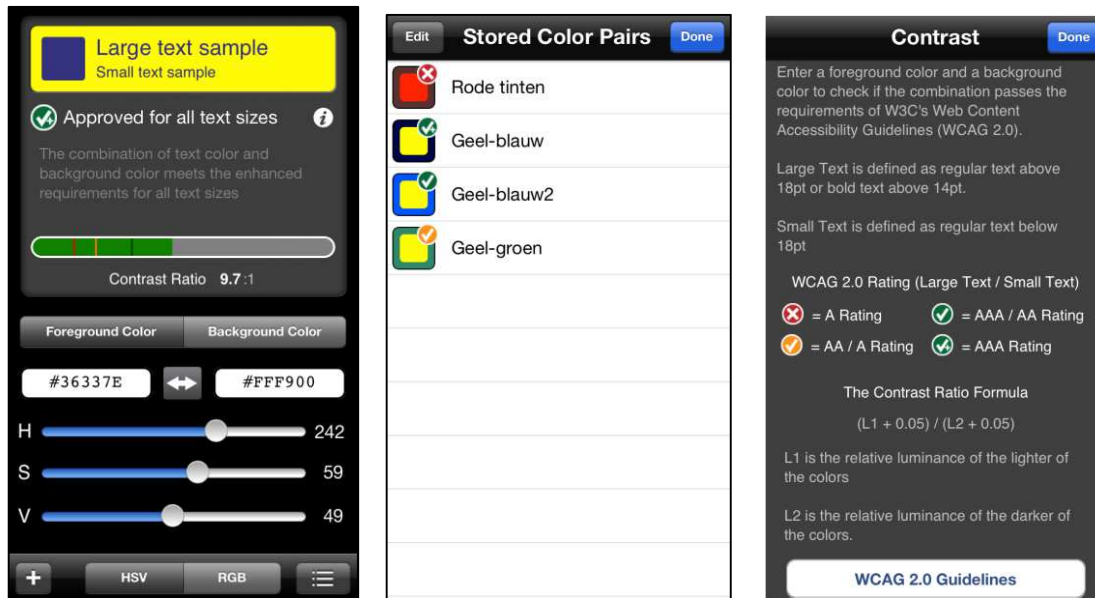 Large text sample
Small text sample
Approved for all text sizes
i
The combination of text color and
background color meets the enhanced
requirements for all text sizes
Contrast Ratio 9.7:1
Foreground Color Background Color
#36337E #FFF900
H 242
S 59
V 49
+ HSV RGB
Edit Stored Color Pairs Done
Rode tinten
Geel-blauw
Geel-blauw2
Geel-groen
Contrast Done
Enter a foreground color and a background
color to check if the combination passes the
requirements of W3C's Web Content
Accessibility Guidelines (WCAG 2.0).
Large Text is defined as regular text above
18pt or bold text above 14pt.
Small Text is defined as regular text below
18pt
WCAG 2.0 Rating (Large Text / Small Text)
= A Rating = AAA / AA Rating
= AA / A Rating = AAA Rating
The Contrast Ratio Formula
(L1 + 0.05) / (L2 + 0.05)
L1 is the relative luminance of the lighter of
the colors
L2 is the relative luminance of the darker of
the colors.
WCAG 2.0 Guidelines